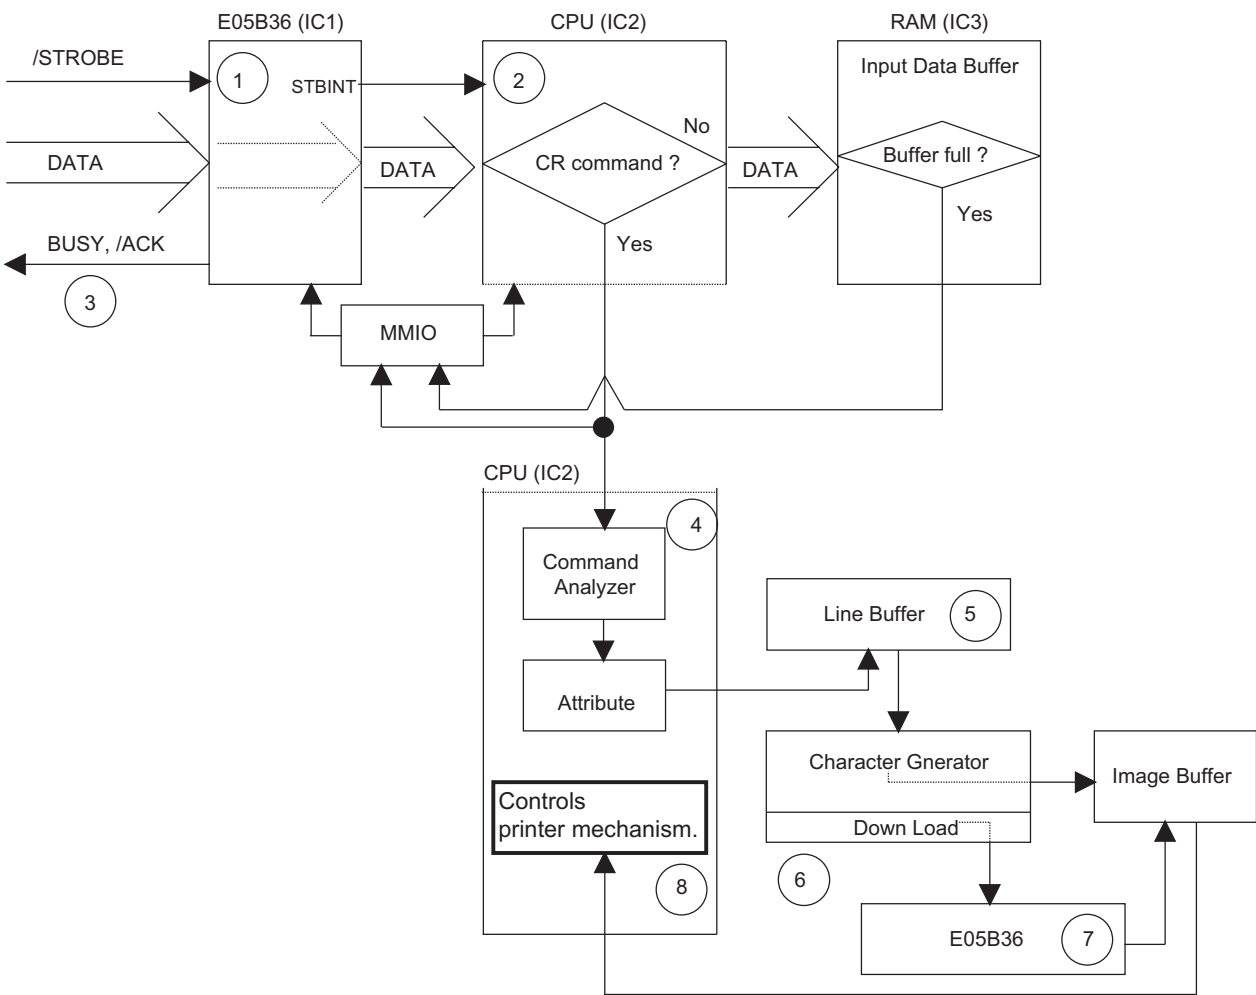 E05B36 (IC1)
CPU (IC2)
RAM (IC3)
/STROBE
1
STBINT
2
Input Data Buffer
DATA
DATA
CR command ?
No
DATA
Buffer full ?
Yes
Yes
BUSY, /ACK
3
MMIO
CPU (IC2)
4
Command
Analyzer
Attribute
Line Buffer
5
Character Gnerator
Image Buffer
Down Load
Controls
printer mechanism.
8
6
E05B36
7